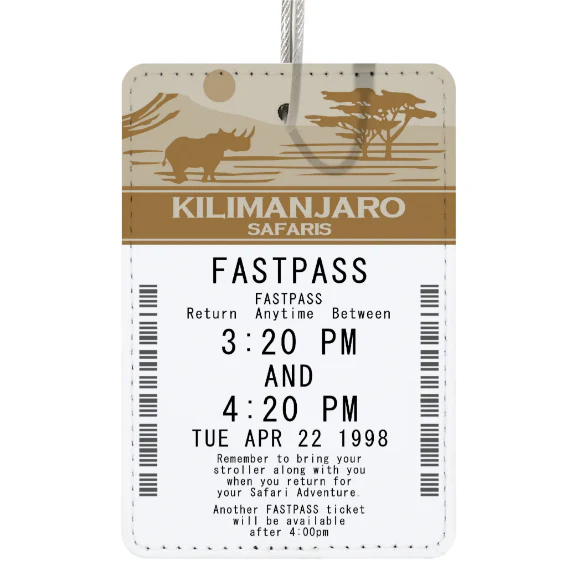 KILIMANJARO
SAFARIS
FASTPASS
FASTPASS
Return Anytime Between
3:20 PM
AND
4:20 PM
TUE APR 22 1998
Remember to bring your
stroller along with you
when you return for
your Safari Adventure.
Another FASTPASS ticket
will be available
after 4:00pm